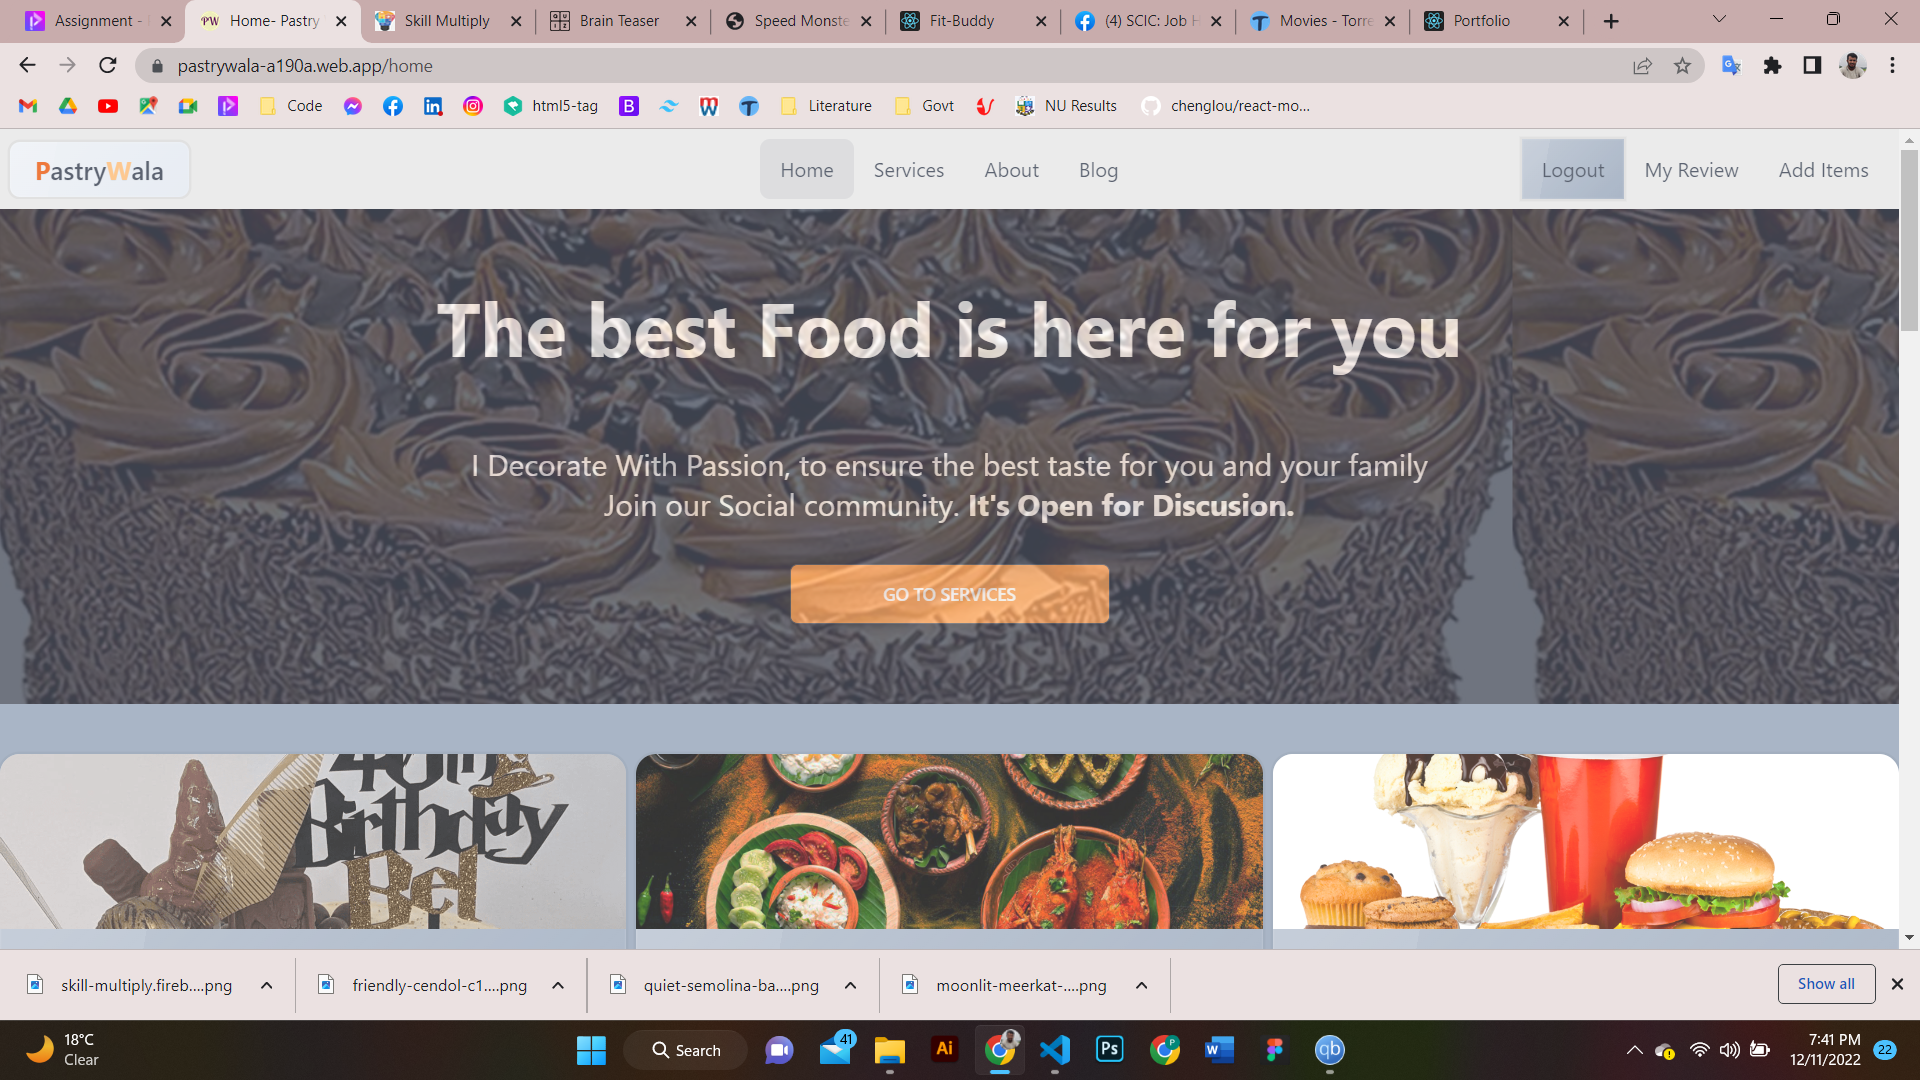 Assignment -
Home- Pastry
Skill Multiply
Brain Teaser
Speed Monste
Fit-Buddy
(4) SCIC: Job H
Movies - Torre
Portfolio
pastrywala-a190a.web.app/home
Code
html5-tag
Literature
Govt
NU Results
chenglou/react-mo...
PastryWala
Home
Services
About
Blog
Logout
My Review
Add Items
The best Food is here for you
I Decorate With Passion, to ensure the best taste for you and your family
Join our Social community. It's Open for Discusion.
GO TO SERVICES
40th
Birthday
Bel
skill-multiply.fireb....png
friendly-cendol-c1....png
quiet-semolina-ba....png
moonlit-meerkat-....png
Show all
18°C
Clear
Search
41
7:41 PM
12/11/2022
22